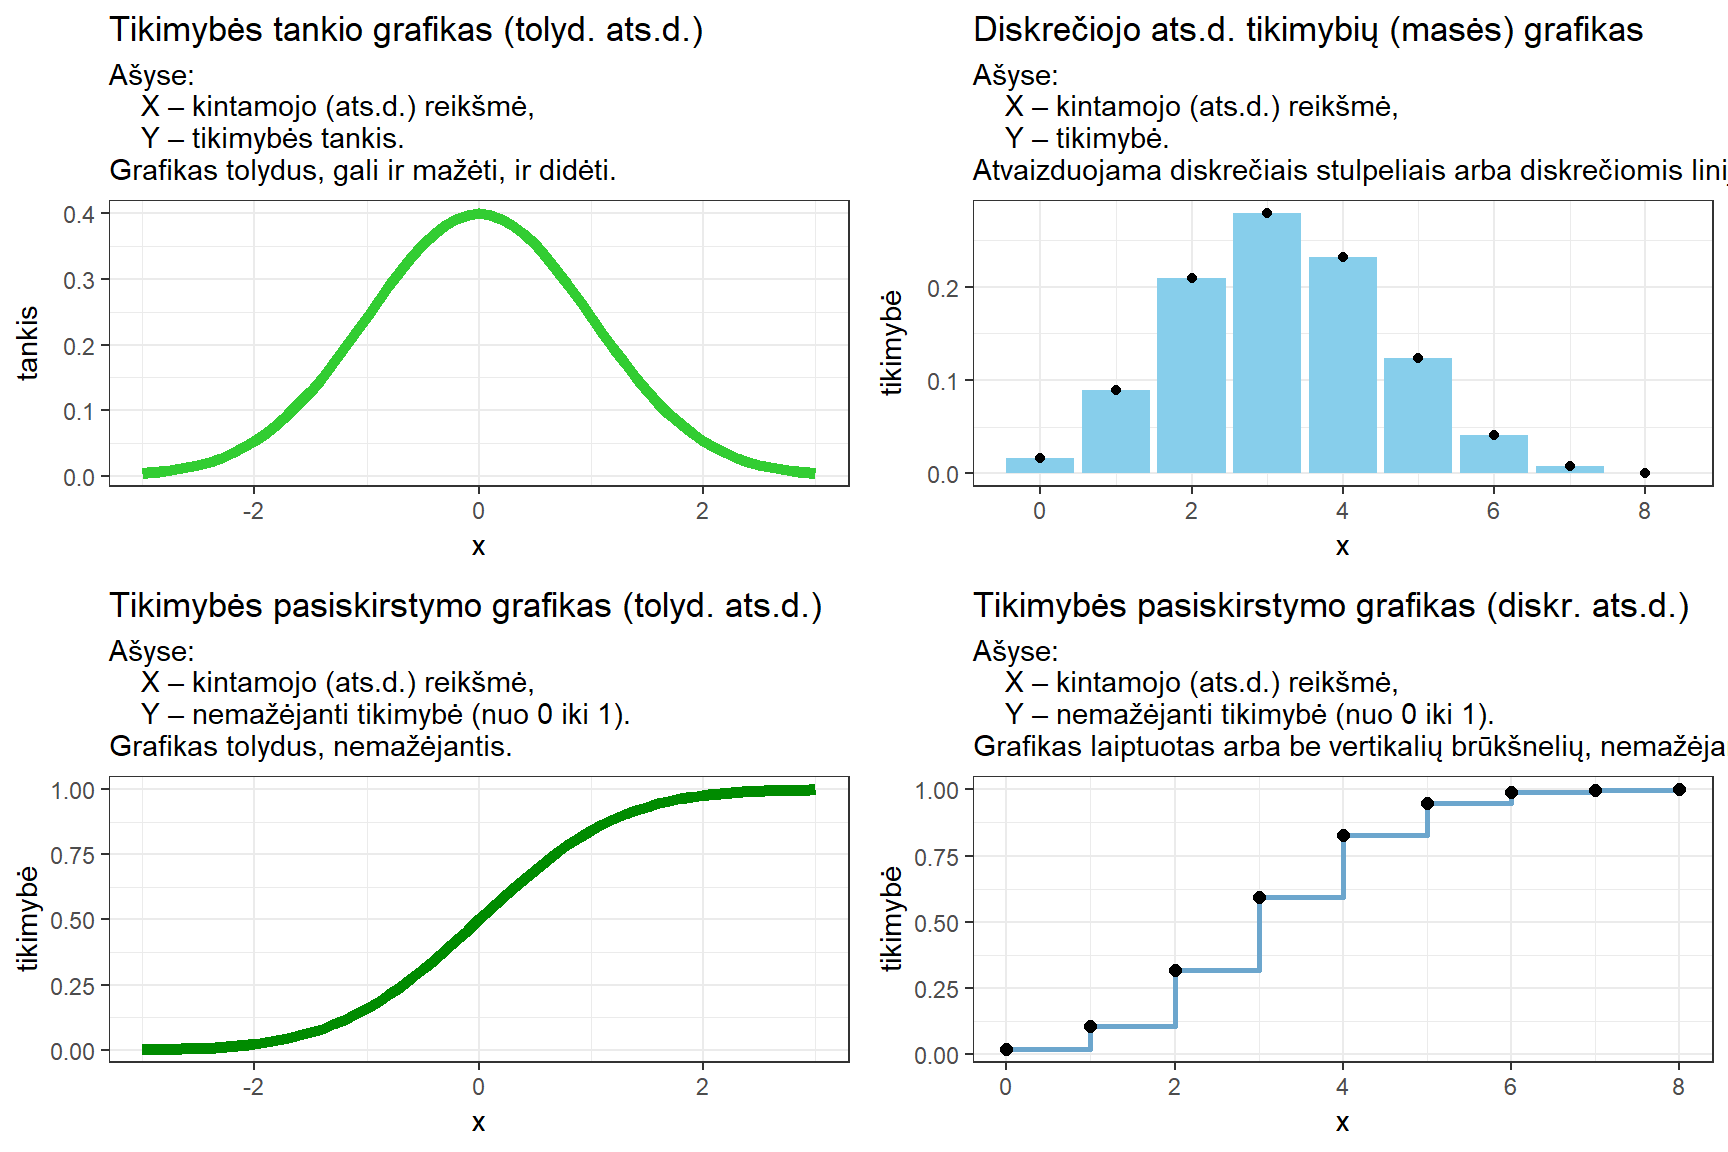 Tikimybės tankio grafikas (tolyd. ats.d.)
Ašyse:
X – kintamojo (ats.d.) reikšmė,
Y – tikimybės tankis.
Grafikas tolydus, gali ir mažėti, ir didėti.
0.4
0.3
0.2
0.1
0.0
tankis
-2 0 2
x
Diskrečiojo ats.d. tikimybių (masės) grafikas
Ašyse:
X – kintamojo (ats.d.) reikšmė,
Y – tikimybė.
Atvaizduojama diskrečiais stulpeliais arba diskrečiomis
0.2
0.1
0.0
tikimybė
0 2 4 6 8
x
Tikimybės pasiskirstymo grafikas (tolyd. ats.d.)
Ašyse:
X – kintamojo (ats.d.) reikšmė,
Y – nemažėjanti tikimybė (nuo 0 iki 1).
Grafikas tolydus, nemažėjantis.
1.00
0.75
0.50
0.25
0.00
tikimybė
-2 0 2
x
Tikimybės pasiskirstymo grafikas (diskr. ats.d.)
Ašyse:
X – kintamojo (ats.d.) reikšmė,
Y – nemažėjanti tikimybė (nuo 0 iki 1).
Grafikas laiptuotas arba be vertikalių brūkšnelių, nemažėja
1.00
0.75
0.50
0.25
0.00
tikimybė
0 2 4 6 8
x